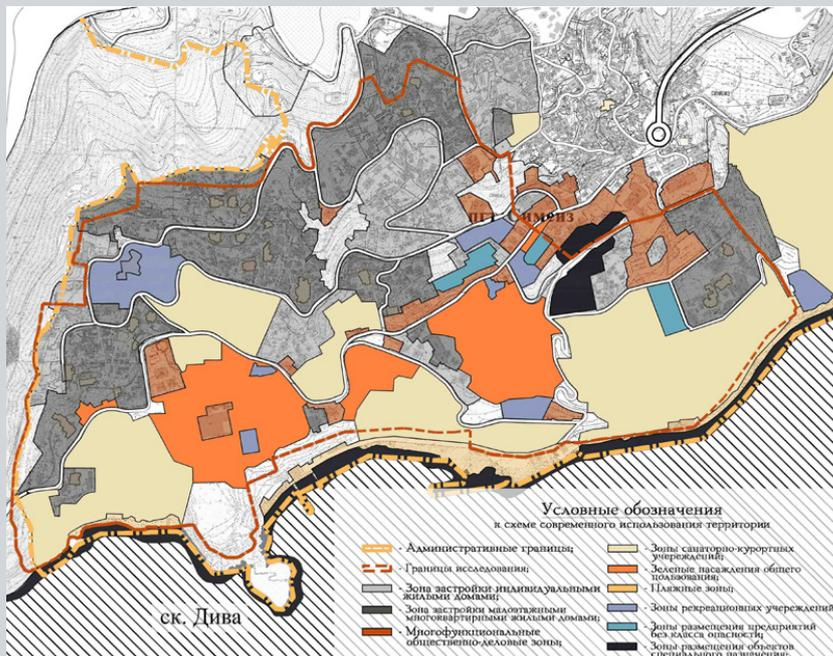 пгт. Симеиз
Условные обозначения
к схеме современного использования территории
- Административные границы;
- Границы исследования;
- Зона застройки индивидуальными
жилыми домами;
- Зона застройки малоэтажными
многоквартирными жилыми домами;
- Многофункциональные
общественно-деловые зоны;
- Зоны санаторно-курортных
учереждений;
- Зеленые насаждения общего
пользования;
- Пляжные зоны;
- Зоны рекреационных учереждений
- Зоны размещения предприятий
без класса опасности;
- Зоны размещения объектов
специального назначения;
ск. Дива